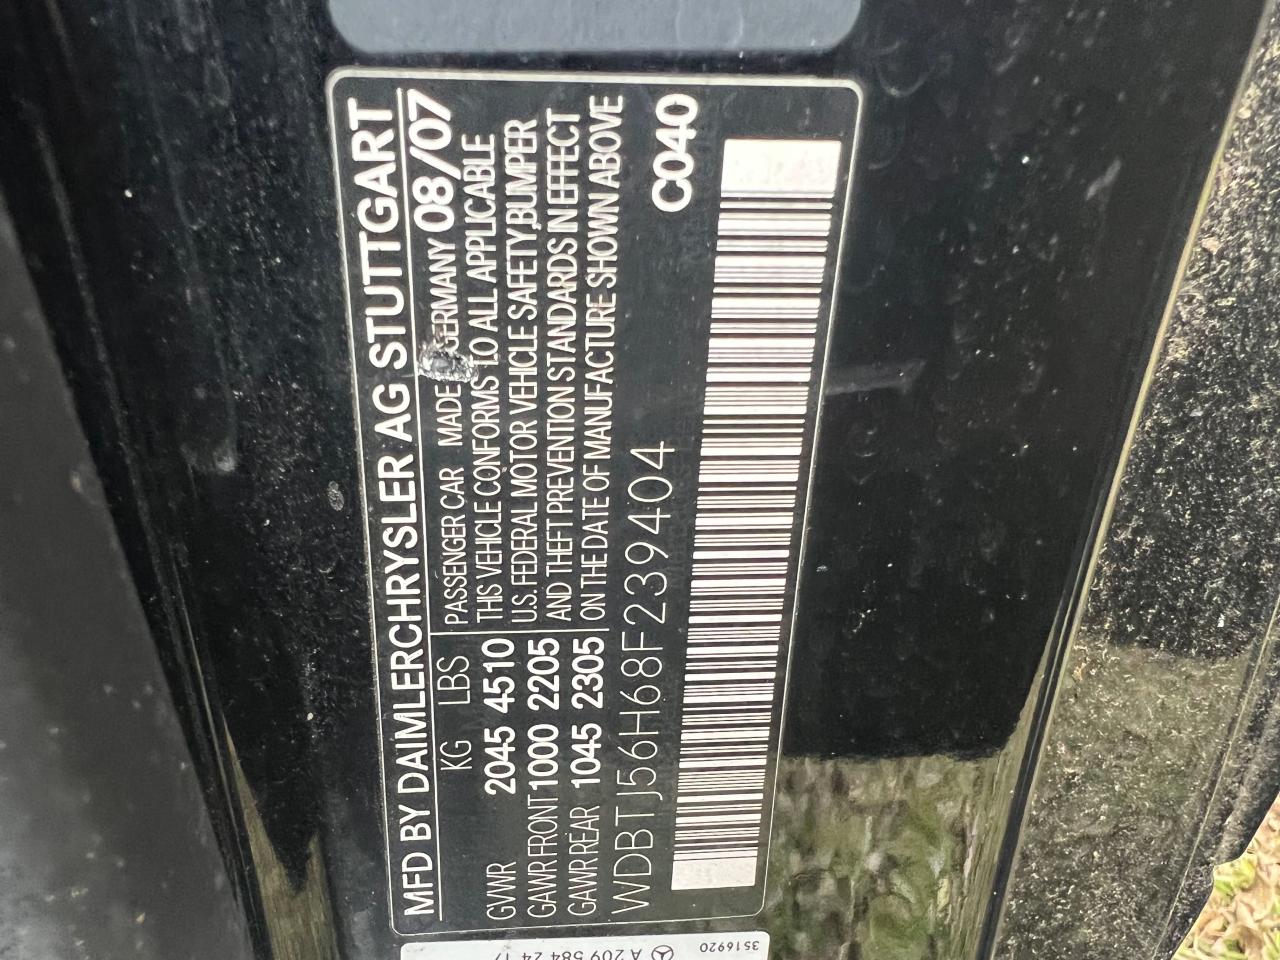 MFD BY DAIMLERCHRYSLER AG STUTTGART
KG LBS
GVWR 2045 4510
GAWR FRONT 1000 2205
GAWR REAR 1045 2305
PASSENGER CAR MADE GERMANY 08/07
THIS VEHICLE CONFORMS TO ALL APPLICABLE
U.S. FEDERAL MOTOR VEHICLE SAFETY, BUMPER
AND THEFT PREVENTION STANDARDS IN EFFECT
ON THE DATE OF MANUFACTURE SHOWN ABOVE
WDBTJ56H68F239404
C040
A 209 584 24 17
3516920